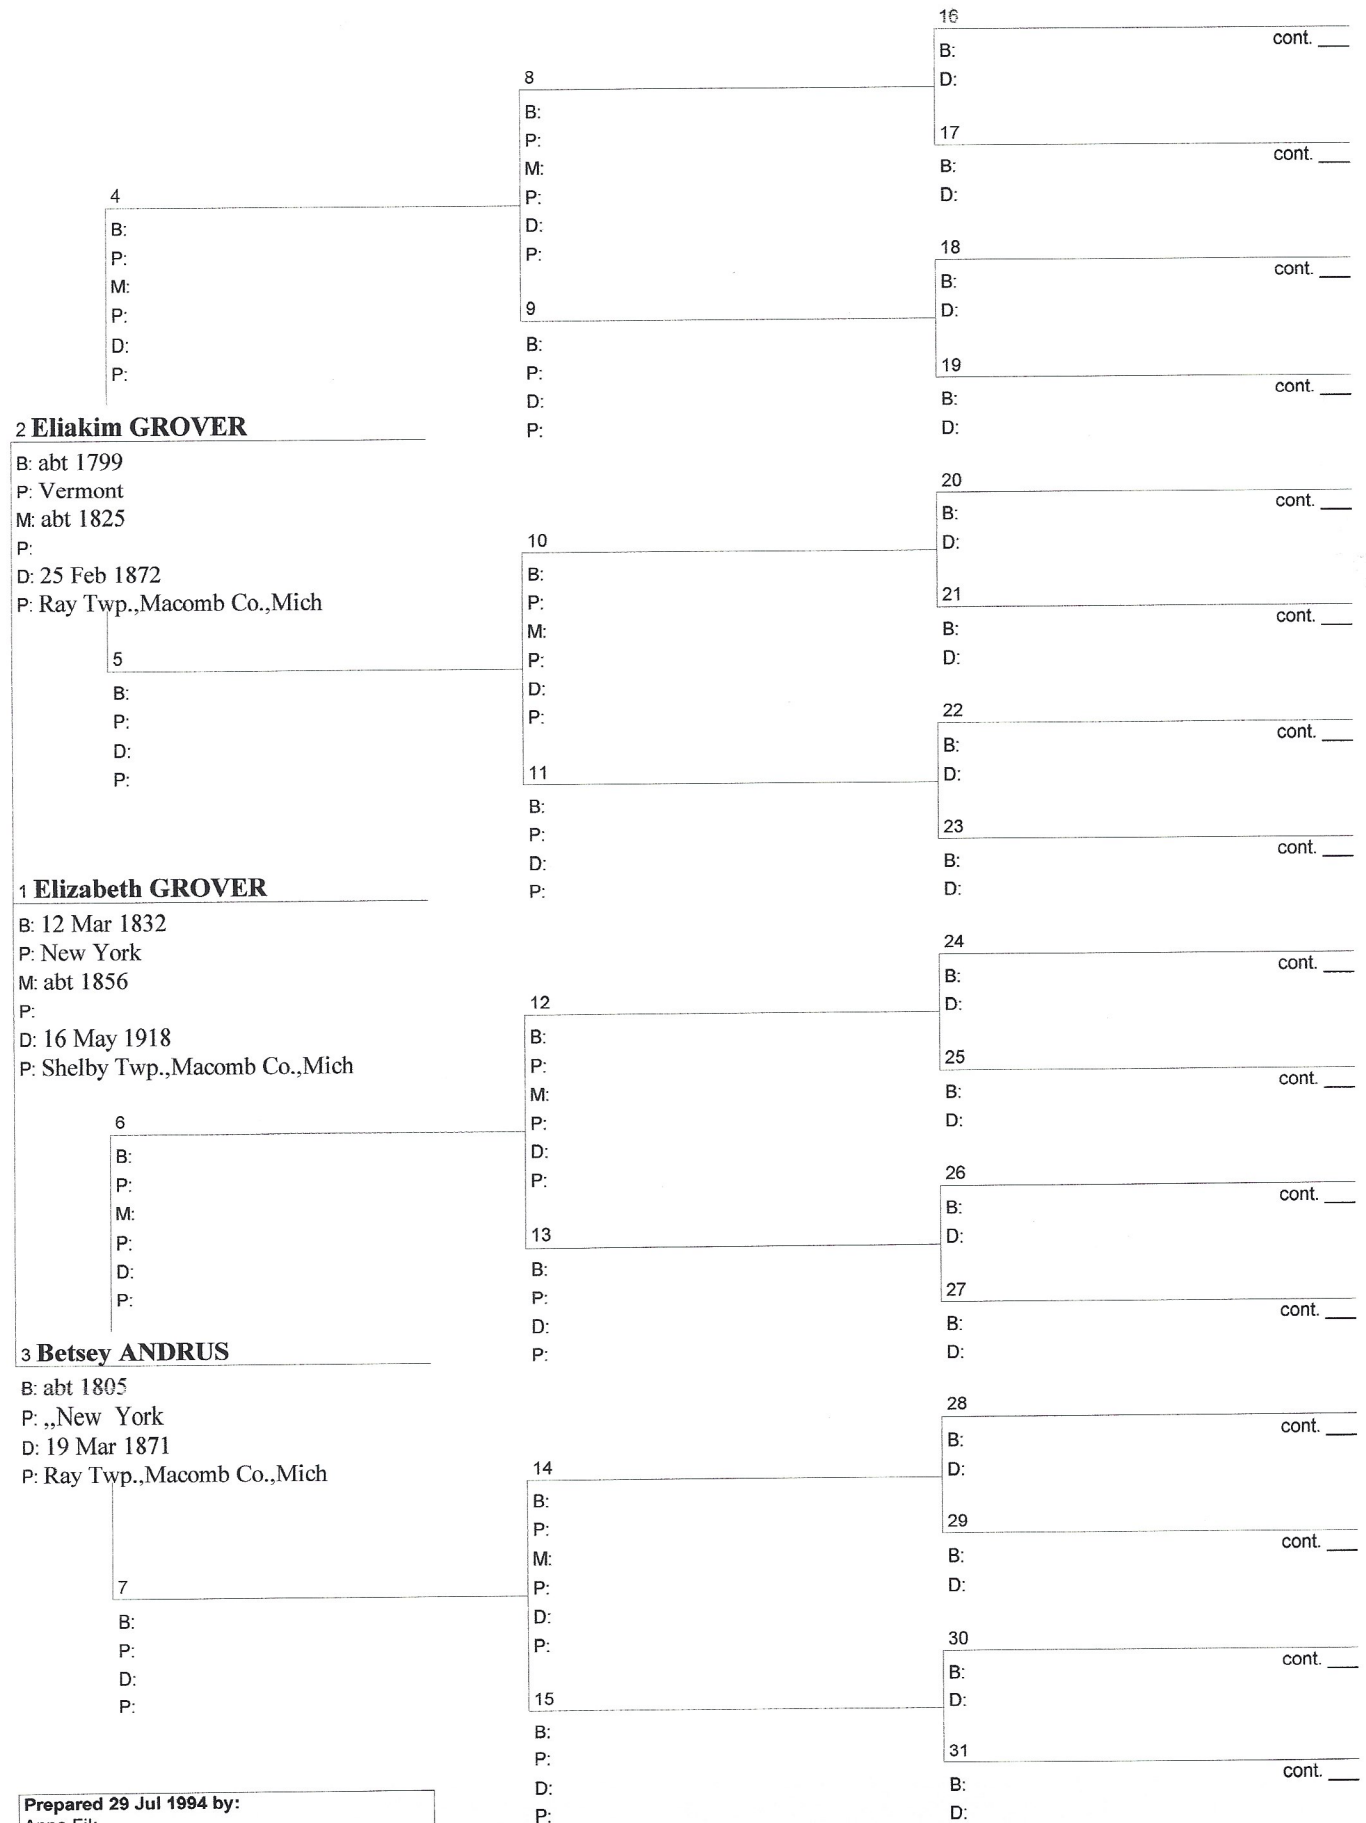 4
B:
P:
M:
P:
D:
P:
2 Eliakim GROVER
B: abt 1799
P: Vermont
M: abt 1825
P:
D: 25 Feb 1872
P: Ray Twp.,Macomb Co.,Mich
5
B:
P:
D:
P:
1 Elizabeth GROVER
B: 12 Mar 1832
P: New York
M: abt 1856
P:
D: 16 May 1918
P: Shelby Twp.,Macomb Co.,Mich
6
B:
P:
M:
P:
D:
P:
3 Betsey ANDRUS
B: abt 1805
P: ,,New York
D: 19 Mar 1871
P: Ray Twp.,Macomb Co.,Mich
7
B:
P:
D:
P:
Prepared 29 Jul 1994 by:
8
B:
P:
M:
P:
D:
P:
9
B:
P:
D:
P:
10
B:
P:
M:
P:
D:
P:
11
B:
P:
D:
P:
12
B:
P:
M:
P:
D:
P:
13
B:
P:
D:
P:
14
B:
P:
M:
P:
D:
P:
15
B:
P:
D:
P:
16
cont. ___
B:
D:
17
cont. ___
B:
D:
18
cont. ___
B:
D:
19
cont. ___
B:
D:
20
cont. ___
B:
D:
21
cont. ___
B:
D:
22
cont. ___
B:
D:
23
cont. ___
B:
D:
24
cont. ___
B:
D:
25
cont. ___
B:
D:
26
cont. ___
B:
D:
27
cont. ___
B:
D:
28
cont. ___
B:
D:
29
cont. ___
B:
D:
30
cont. ___
B:
D:
31
cont. ___
B:
D: